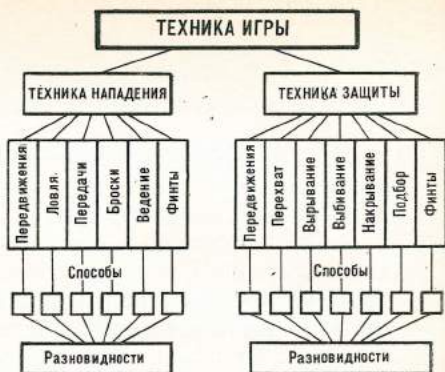 ТЕХНИКА ИГРЫ
ТЕХНИКА НАПАДЕНИЯ
ТЕХНИКА ЗАЩИТЫ
Передвижения
Ловля
Передачи
Броски
Ведение
Финты
Передвижения
Перехват
Вырывание
Выбивание
Накрывание
Подбор
Финты
Способы
Способы
Разновидности
Разновидности